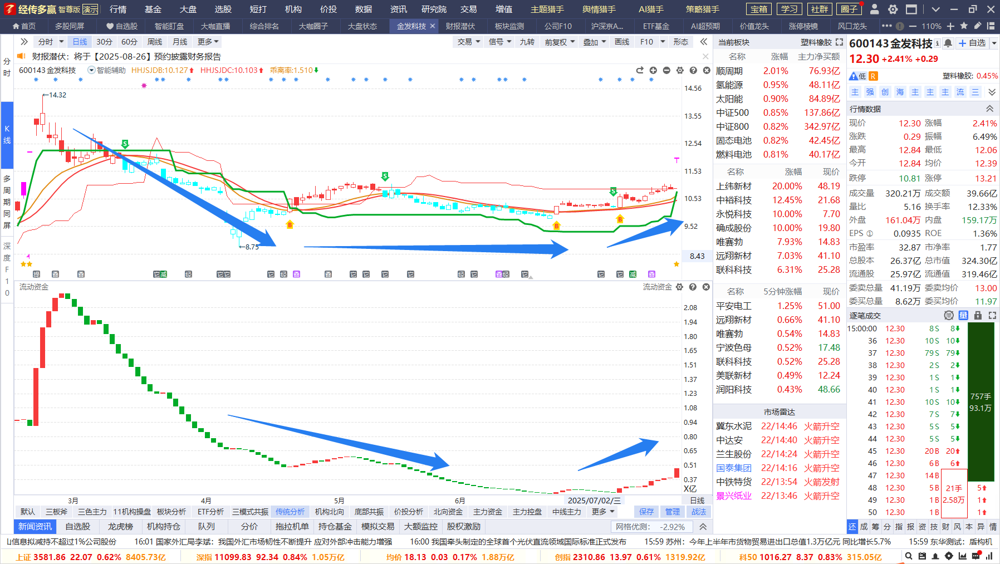 经传多赢 智尊版 演示 行情 基金 大盘 选股 短打 机构 价投 数据 资讯 研究院 交易 增值 主题猎手 舆情猎手 AI猎手 策略猎手 宝箱 学习 社群 圈子
首页 多股同屏 自选股 智能盯盘 大咖直播 综合排名 大咖圈子 大盘状态 金发科技 × 财报潜伏 板块监测 公司F10 沪深京A... ETF基金 AI超预期 价值龙头 涨停棱镜 风口龙头 110%
分时 日线 30分 60分 周线 月线 更多 交易 信号 九转 前复权 叠加 画线 F10 形态
财报潜伏：将于【2025-08-26】预约披露财务报告
600143 金发科技 智能辅助 HHJSJDB:10.127 HHJSJDC:10.103 乖离率:1.510
分时
K线
多周期同屏
深度F10
←14.32
←8.75
14.56
13.55
12.54
11.53
10.53
9.52
8.43
S
S
S
B
B
B
流动资金 流动资金
2.08
1.94
1.80
1.65
1.51
1.37
1.23
1.08
0.94
0.80
0.65
0.51
0.37
X亿
3月 4月 5月 6月 2025/07/02/三 日线
默认 三板斧 三色主力 11机构操盘 板块分析 ETF分析 三模式共振 传统分析 机构北向 底部共振 价投分析 北向资金 主力资金 主力控盘 中线主力 更多 保存 管理 战法
新闻资讯 自选股 龙虎榜 机构持仓 队列 分价 拖拉机单 持仓基金 模拟交易 大额监控 股权激励 网格优测： -2.92%
当前板块 塑料橡胶
名称 涨幅 主力净买额
顺周期 2.01% 76.93亿
氢能源 0.95% 48.11亿
太阳能 0.90% 84.89亿
中证500 0.85% 137.86亿
中证800 0.82% 342.97亿
固态电池 0.82% 42.45亿
燃料电池 0.81% 40.17亿
名称 涨幅 现价
上纬新材 20.00% 48.19
中裕科技 12.45% 21.68
永悦科技 10.00% 7.70
确成股份 10.00% 19.80
唯赛勃 7.93% 14.83
远翔新材 7.03% 41.10
联科科技 6.31% 25.28
名称 5分钟涨幅 现价
平安电工 1.25% 51.00
远翔新材 0.66% 41.10
唯赛勃 0.54% 14.83
宁波色母 0.52% 17.48
联科科技 0.52% 25.28
美联新材 0.49% 12.24
润阳科技 0.43% 48.66
市场雷达
冀东水泥 22/14:46 火箭升空
中达安 22/14:40 火箭升空
兰生股份 22/14:24 火箭升空
国泰集团 22/14:16 火箭升空
中铁特货 22/13:54 火箭发射
景兴纸业 22/13:46 火箭升空
600143 金发科技 自选
12.30 +2.41% +0.29
低 R 塑料橡胶: 0.45%
主 强 创 海 主 主 主 流 三
行情数据
现价 12.30 涨幅 2.41%
涨跌 0.29 振幅 6.49%
最高 12.84 最低 12.06
今开 12.84 均价 12.39
跌停 10.81 涨停 13.21
成交量 320.21万 成交额 39.66亿
量比 5.16 换手率 12.33%
外盘 161.04万 内盘 159.17万
EPS ① 0.0935 ROE 1.36%
市盈率 32.87 市净率 1.77
总股本 26.37亿 总市值 324.30亿
流通股 25.97亿 流通值 319.46亿
委卖总量 41.19万 委卖均价 13.00
委买总量 8.62万 委买均价 11.97
逐笔成交 量
15:00:00 12.30 8 S 8
36 12.30 10 S 10
37 12.30 79 S 79
38 12.30 2 S 2
39 12.30 1 S 1
40 12.30 1 S 1
41 12.30 10 S 10
42 12.30 7 S 7
43 12.30 5 S 5
44 12.30 5 S 5
45 12.30 20 B 20
46 12.30 6 B 6
47 12.30 14 B
48 12.30 5 B 5
49 12.30 1 B 1
50 12.30 1 B 1
757手
93.1万
21手
2.58万
还 成 筹 分 指 报 资 技 财 风 本 异 情
信息拟减持不超过1%公司股份 16:01 国家外汇局李斌：我国外汇市场韧性不断提升 应对外部冲击能力增强 16:00 我国牵头制定的全球首个光伏直流领域国际标准正式发布 15:59 苏州：今年上半年市货物贸易进出口总值1.3万亿元 同比增长5.7% 15:59 东华测试：盾构机
上证 3581.86 22.07 0.62% 8405.73亿 深指 11099.83 92.34 0.84% 1.05万亿 均价 18.13 0.03 0.17% 1.88万亿 创指 2310.86 13.97 0.61% 1319.92亿 科50 1016.27 8.37 0.83% 315.05亿